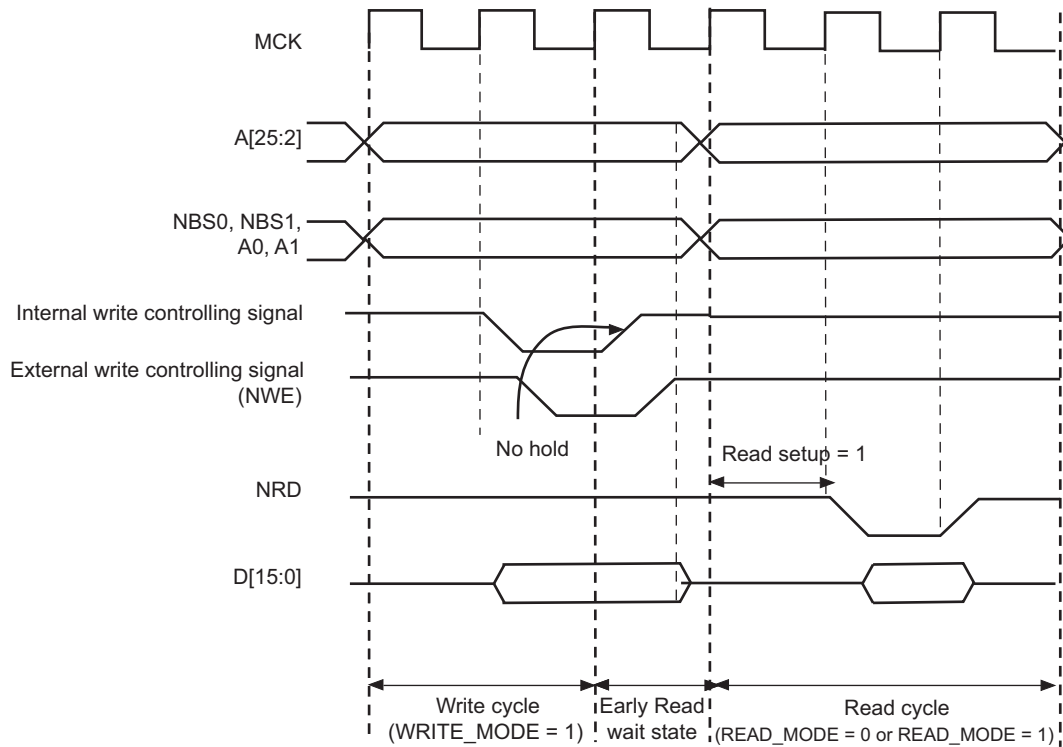 MCK
A[25:2]
NBS0, NBS1,
A0, A1
Internal write controlling signal
External write controlling signal
(NWE)
No hold
Read setup = 1
NRD
D[15:0]
Write cycle
(WRITE_MODE = 1)
Early Read
wait state
Read cycle
(READ_MODE = 0 or READ_MODE = 1)